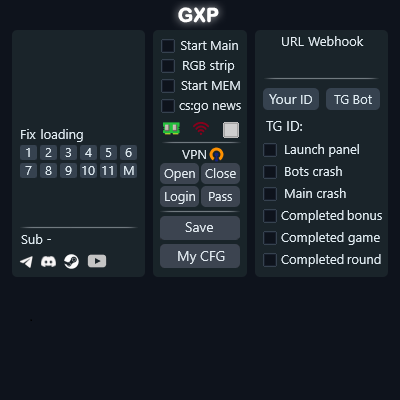 GXP
Fix loading
1 2 3 4 5 6
7 8 9 10 11 M
Sub -
Start Main
RGB strip
Start MEM
cs:go news
VPN
Open Close
Login Pass
Save
My CFG
URL Webhook
Your ID TG Bot
TG ID:
Launch panel
Bots crash
Main crash
Completed bonus
Completed game
Completed round